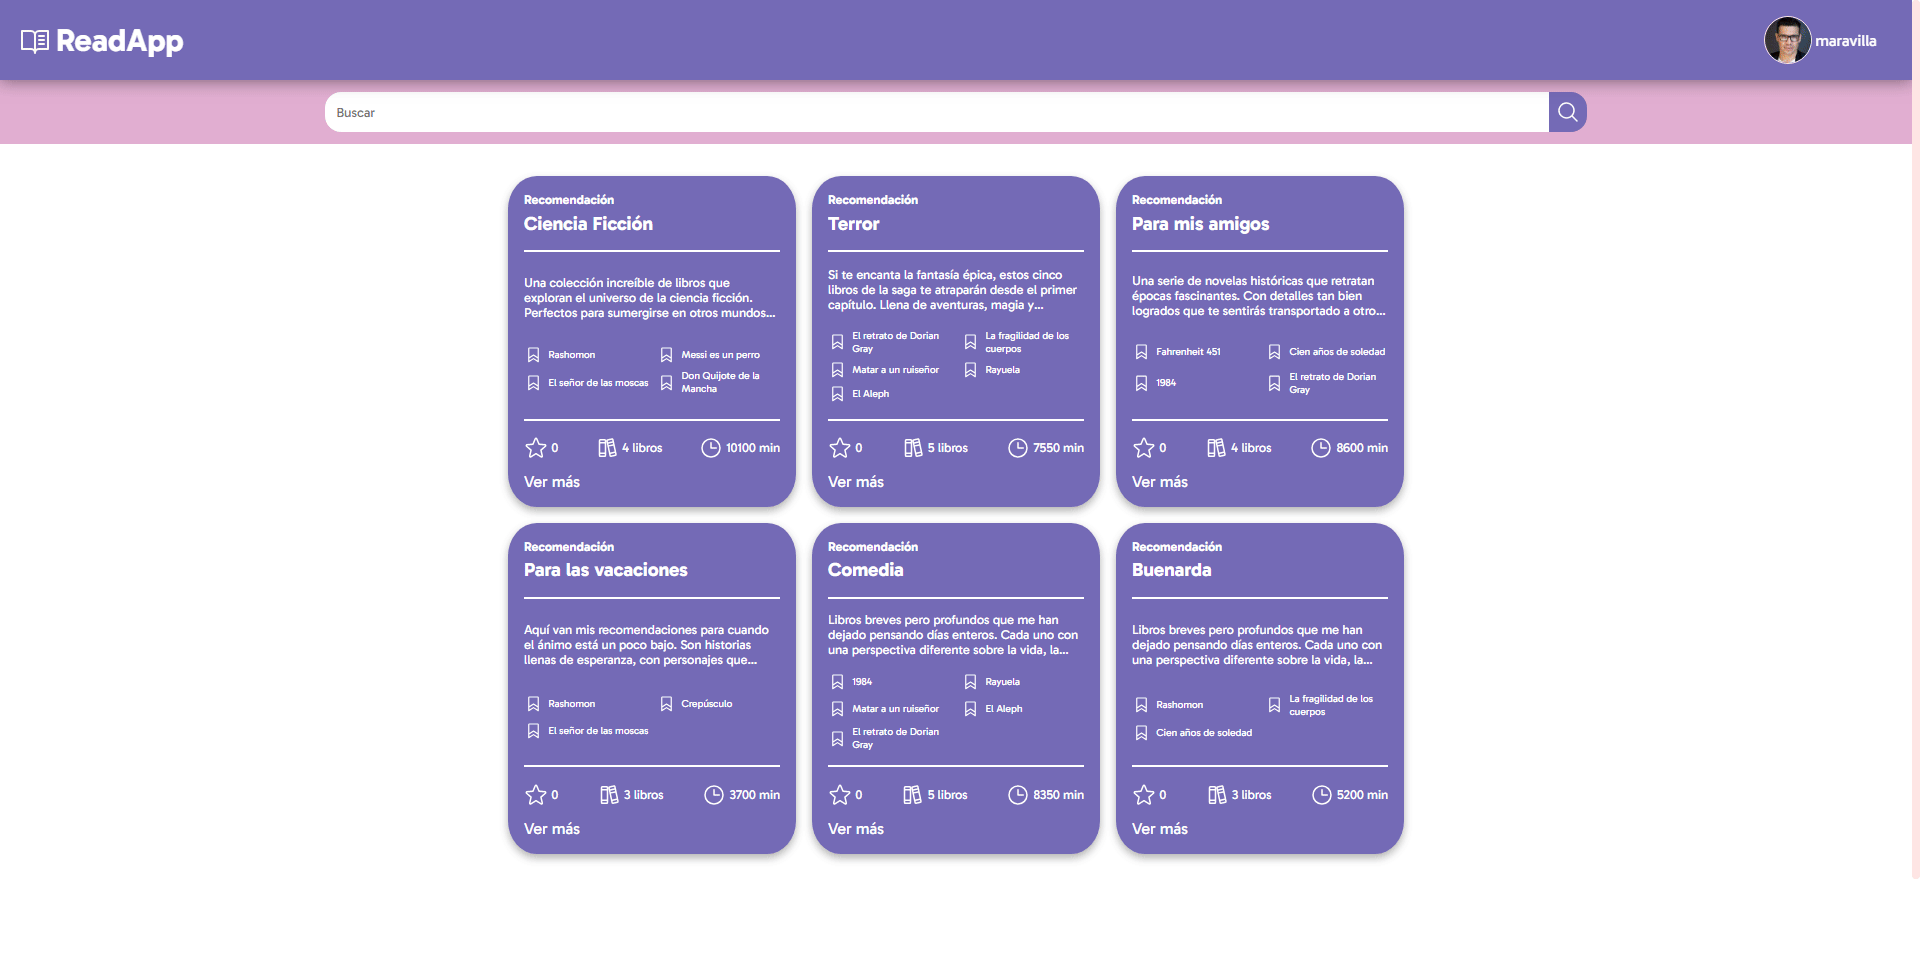 ReadApp
maravilla
Buscar
Recomendación
Ciencia Ficción
Una colección increíble de libros que
exploran el universo de la ciencia ficción.
Perfectos para sumergirse en otros mundos...
Rashomon
Messi es un perro
El señor de las moscas
Don Quijote de la
Mancha
0
4 libros
10100 min
Ver más
Recomendación
Terror
Si te encanta la fantasía épica, estos cinco
libros de la saga te atraparán desde el primer
capítulo. Llena de aventuras, magia y...
El retrato de Dorian
Gray
La fragilidad de los
cuerpos
Matar a un ruiseñor
Rayuela
El Aleph
0
5 libros
7550 min
Ver más
Recomendación
Para mis amigos
Una serie de novelas históricas que retratan
épocas fascinantes. Con detalles tan bien
logrados que te sentirás transportado a otro...
Fahrenheit 451
Cien años de soledad
1984
El retrato de Dorian
Gray
0
4 libros
8600 min
Ver más
Recomendación
Para las vacaciones
Aquí van mis recomendaciones para cuando
el ánimo está un poco bajo. Son historias
llenas de esperanza, con personajes que...
Rashomon
Crepúsculo
El señor de las moscas
0
3 libros
3700 min
Ver más
Recomendación
Comedia
Libros breves pero profundos que me han
dejado pensando días enteros. Cada uno con
una perspectiva diferente sobre la vida, la...
1984
Rayuela
Matar a un ruiseñor
El Aleph
El retrato de Dorian
Gray
0
5 libros
8350 min
Ver más
Recomendación
Buenarda
Libros breves pero profundos que me han
dejado pensando días enteros. Cada uno con
una perspectiva diferente sobre la vida, la...
Rashomon
La fragilidad de los
cuerpos
Cien años de soledad
0
3 libros
5200 min
Ver más